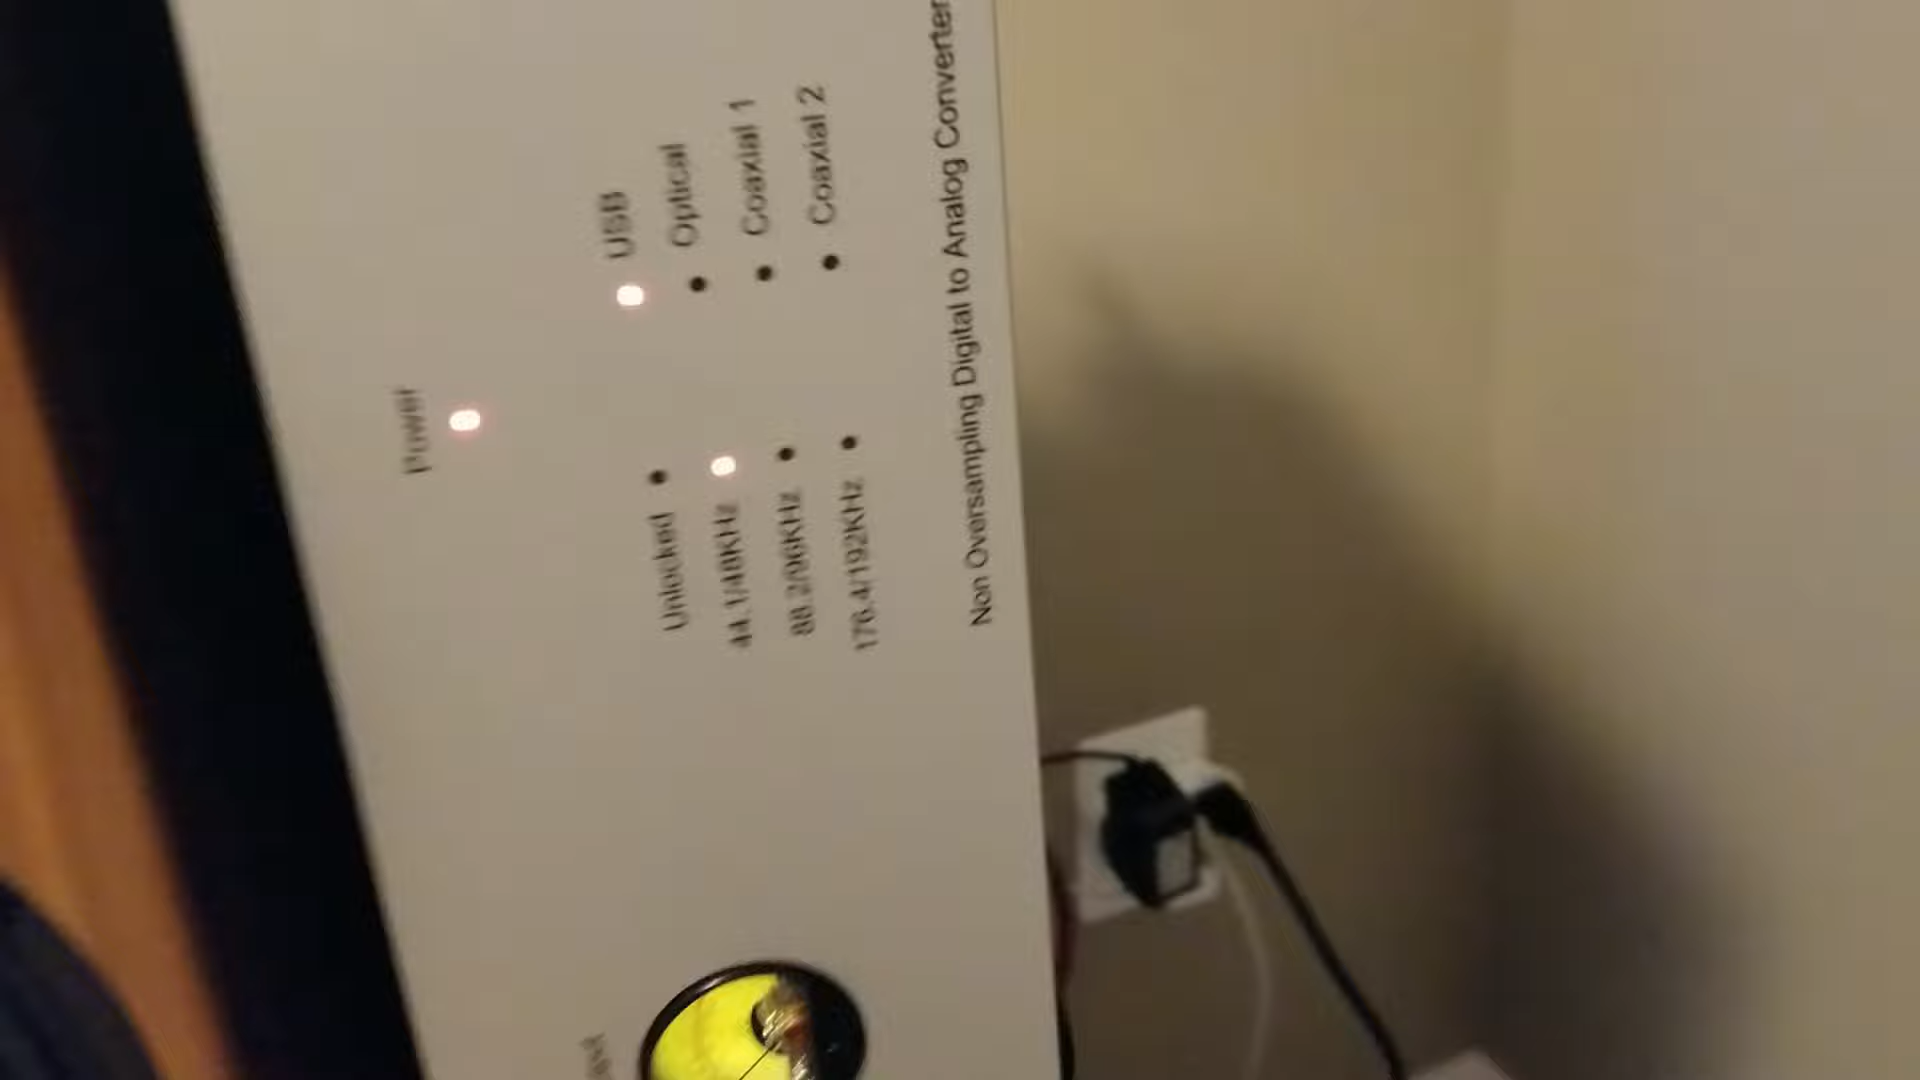 Power
USB
Optical
Coaxial 1
Coaxial 2
Unlocked
44.1/48KHz
88.2/96KHz
176.4/192KHz
Non Oversampling Digital to Analog Converter